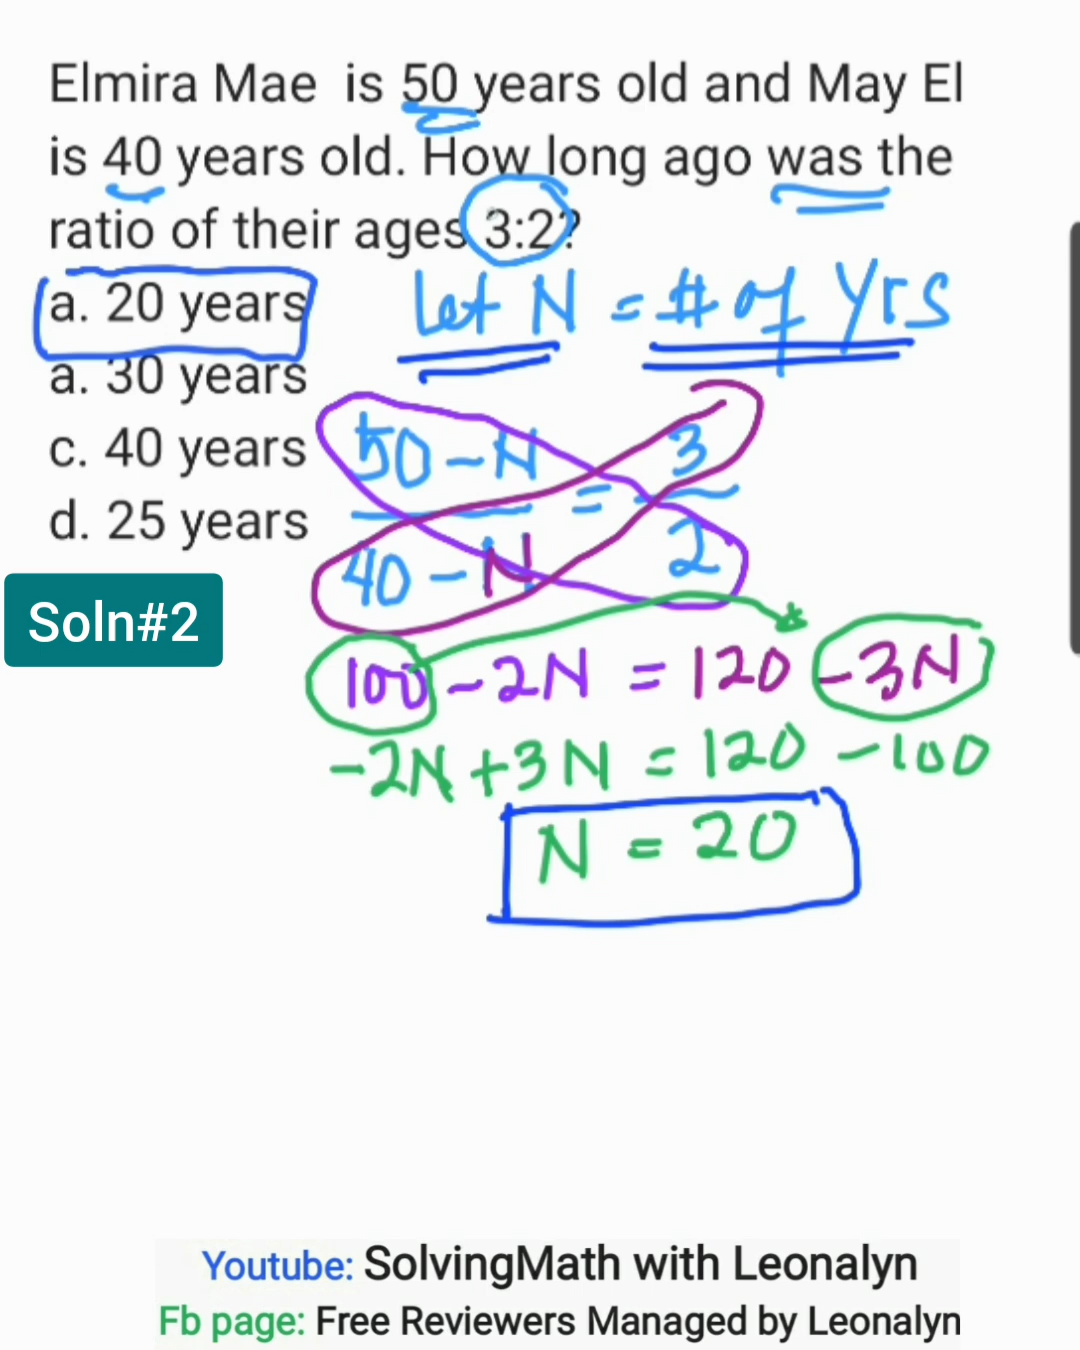 Elmira Mae is 50 years old and May El
is 40 years old. How long ago was the
ratio of their ages 3:2?
a. 20 years
Let N = # of Yrs
a. 30 years
c. 40 years
d. 25 years
50 - N = 3
40 - N 2
Soln#2
100 - 2N = 120 - 3N
-2N + 3N = 120 - 100
N = 20
Youtube: SolvingMath with Leonalyn
Fb page: Free Reviewers Managed by Leonalyn